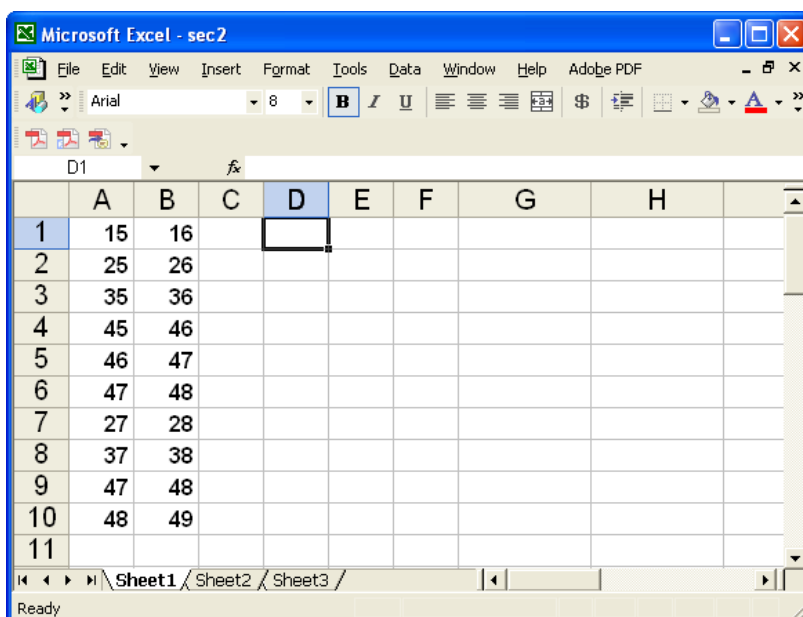 Microsoft Excel - sec2
File Edit View Insert Format Tools Data Window Help Adobe PDF
Arial 8 B I U $ A
D1 fx
A B C D E F G H
1 15 16
2 25 26
3 35 36
4 45 46
5 46 47
6 47 48
7 27 28
8 37 38
9 47 48
10 48 49
11
Sheet1 Sheet2 Sheet3
Ready